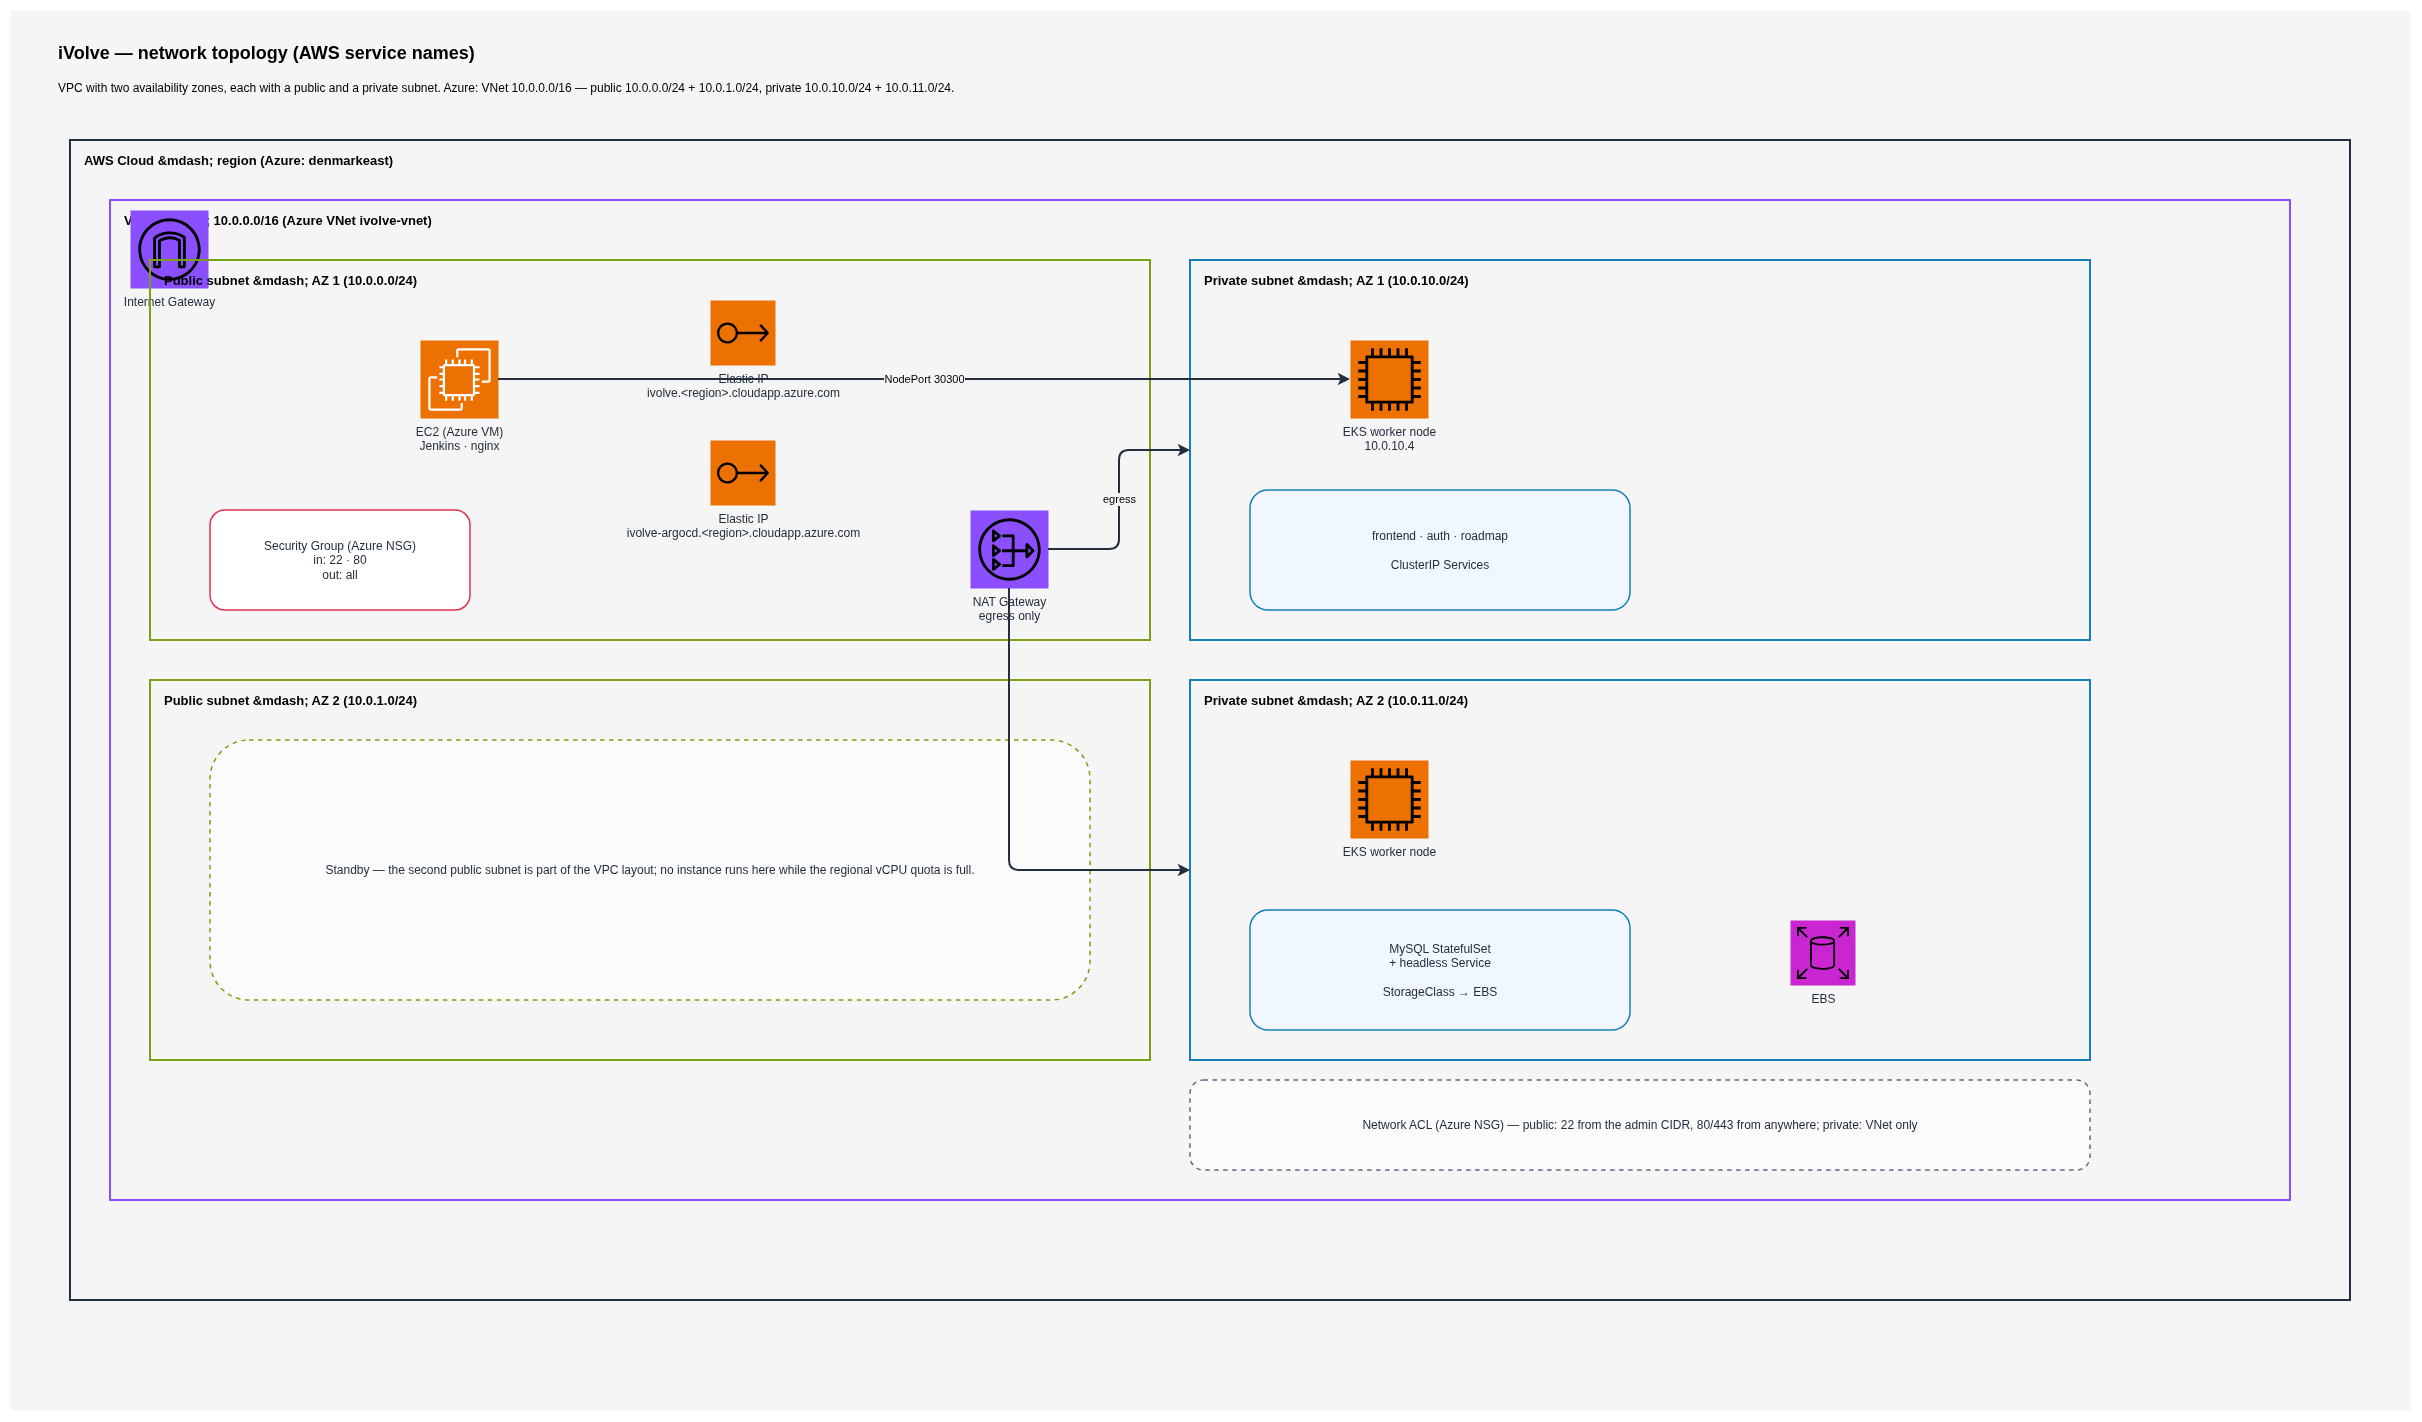 iVolve — network topology (AWS service names)
VPC with two availability zones, each with a public and a private subnet. Azure: VNet 10.0.0.0/16 — public 10.0.0.0/24 + 10.0.1.0/24, private 10.0.10.0/24 + 10.0.11.0/24.
AWS Cloud &mdash; region (Azure: denmarkeast)
10.0.0.0/16 (Azure VNet ivolve-vnet)
Public subnet &mdash; AZ 1 (10.0.0.0/24)
Internet Gateway
Elastic IP
ivolve.<region>.cloudapp.azure.com
NodePort 30300
EC2 (Azure VM)
Jenkins · nginx
Elastic IP
ivolve-argocd.<region>.cloudapp.azure.com
egress
Security Group (Azure NSG)
in: 22 · 80
out: all
NAT Gateway
egress only
Private subnet &mdash; AZ 1 (10.0.10.0/24)
EKS worker node
10.0.10.4
frontend · auth · roadmap
ClusterIP Services
Public subnet &mdash; AZ 2 (10.0.1.0/24)
Standby — the second public subnet is part of the VPC layout; no instance runs here while the regional vCPU quota is full.
Private subnet &mdash; AZ 2 (10.0.11.0/24)
EKS worker node
MySQL StatefulSet
+ headless Service
StorageClass → EBS
EBS
Network ACL (Azure NSG) — public: 22 from the admin CIDR, 80/443 from anywhere; private: VNet only